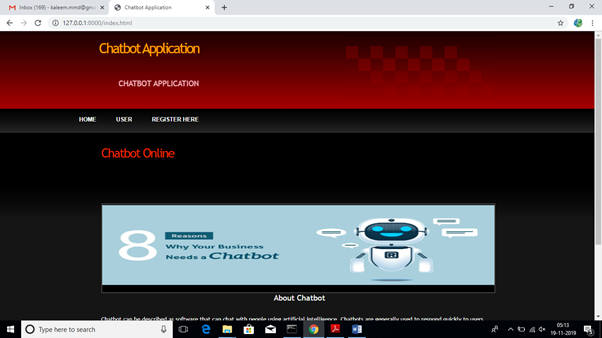 Inbox (169) - kaleem.mmd@gma
Chatbot Application
127.0.0.1:8000/index.html
Chatbot Application
CHATBOT APPLICATION
HOME USER REGISTER HERE
Chatbot Online
8 Reasons
Why Your Business
Needs a Chatbot
About Chatbot
Chatbot can be described as software that can chat with people using artificial intelligence. Chatbots are generally used to respond quickly to users
Type here to search
05:13
19-11-2019